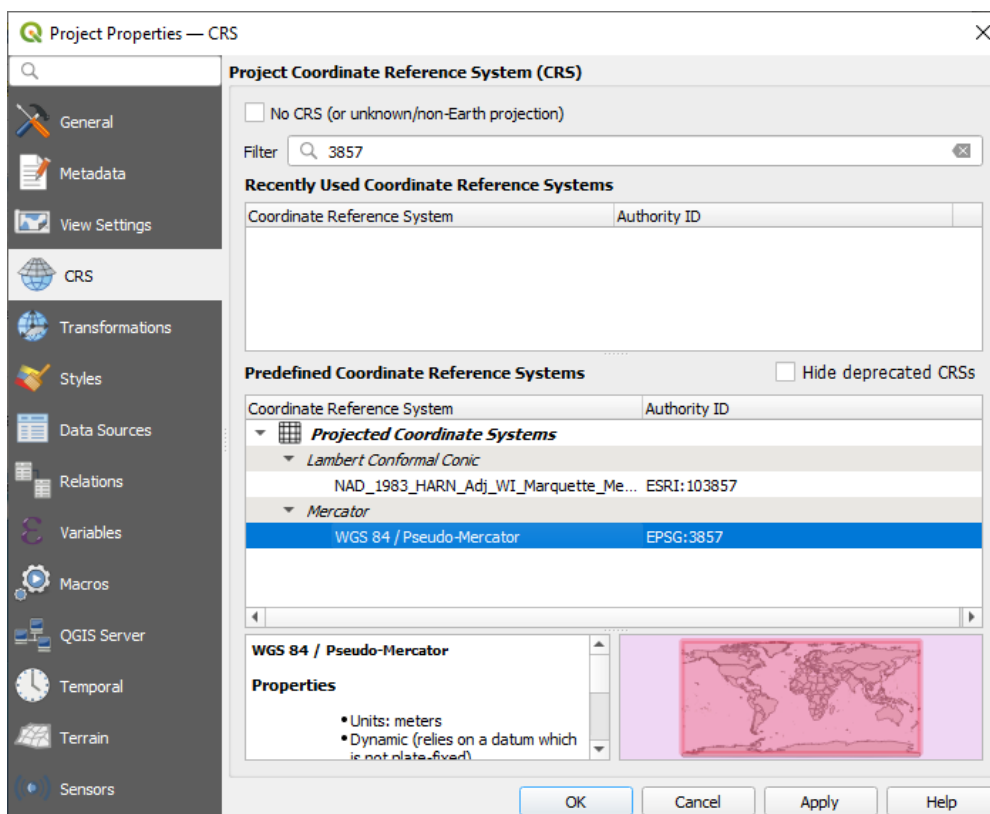 Project Properties — CRS
General
Metadata
View Settings
CRS
Transformations
Styles
Data Sources
Relations
Variables
Macros
QGIS Server
Temporal
Terrain
Sensors
Project Coordinate Reference System (CRS)
No CRS (or unknown/non-Earth projection)
Filter 3857
Recently Used Coordinate Reference Systems
Coordinate Reference System Authority ID
Predefined Coordinate Reference Systems Hide deprecated CRSs
Coordinate Reference System Authority ID
Projected Coordinate Systems
Lambert Conformal Conic
NAD_1983_HARN_Adj_WI_Marquette_Me... ESRI:103857
Mercator
WGS 84 / Pseudo-Mercator EPSG:3857
WGS 84 / Pseudo-Mercator
Properties
•Units: meters
•Dynamic (relies on a datum which
is not plate-fixed)
OK Cancel Apply Help